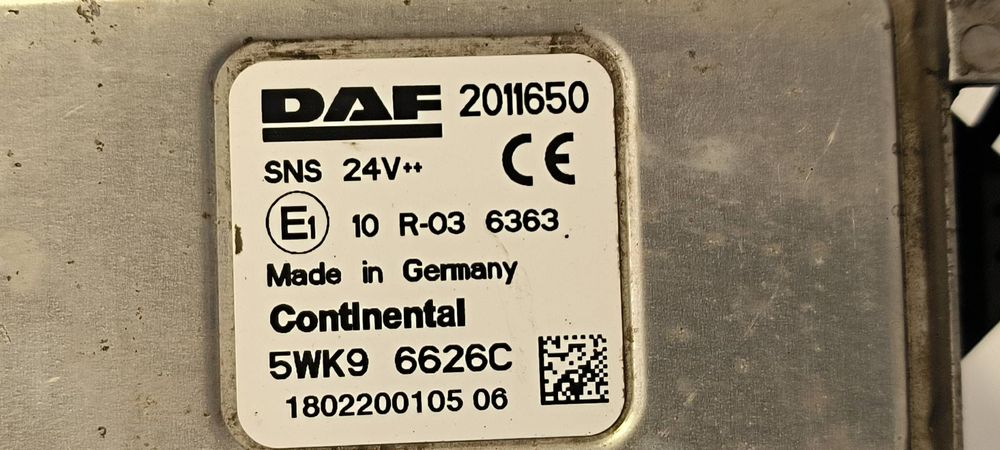 DAF 2011650
SNS 24V++
CE
E1 10 R-03 6363
Made in Germany
Continental
5WK9 6626C
1802200105 06